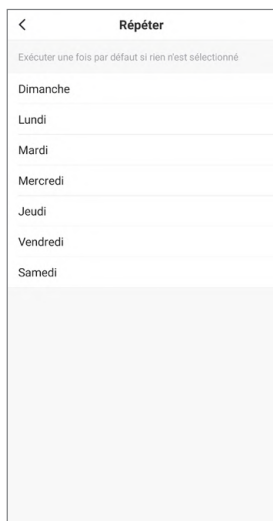 Répéter
Exécuter une fois par défaut si rien n'est sélectionné
Dimanche
Lundi
Mardi
Mercredi
Jeudi
Vendredi
Samedi